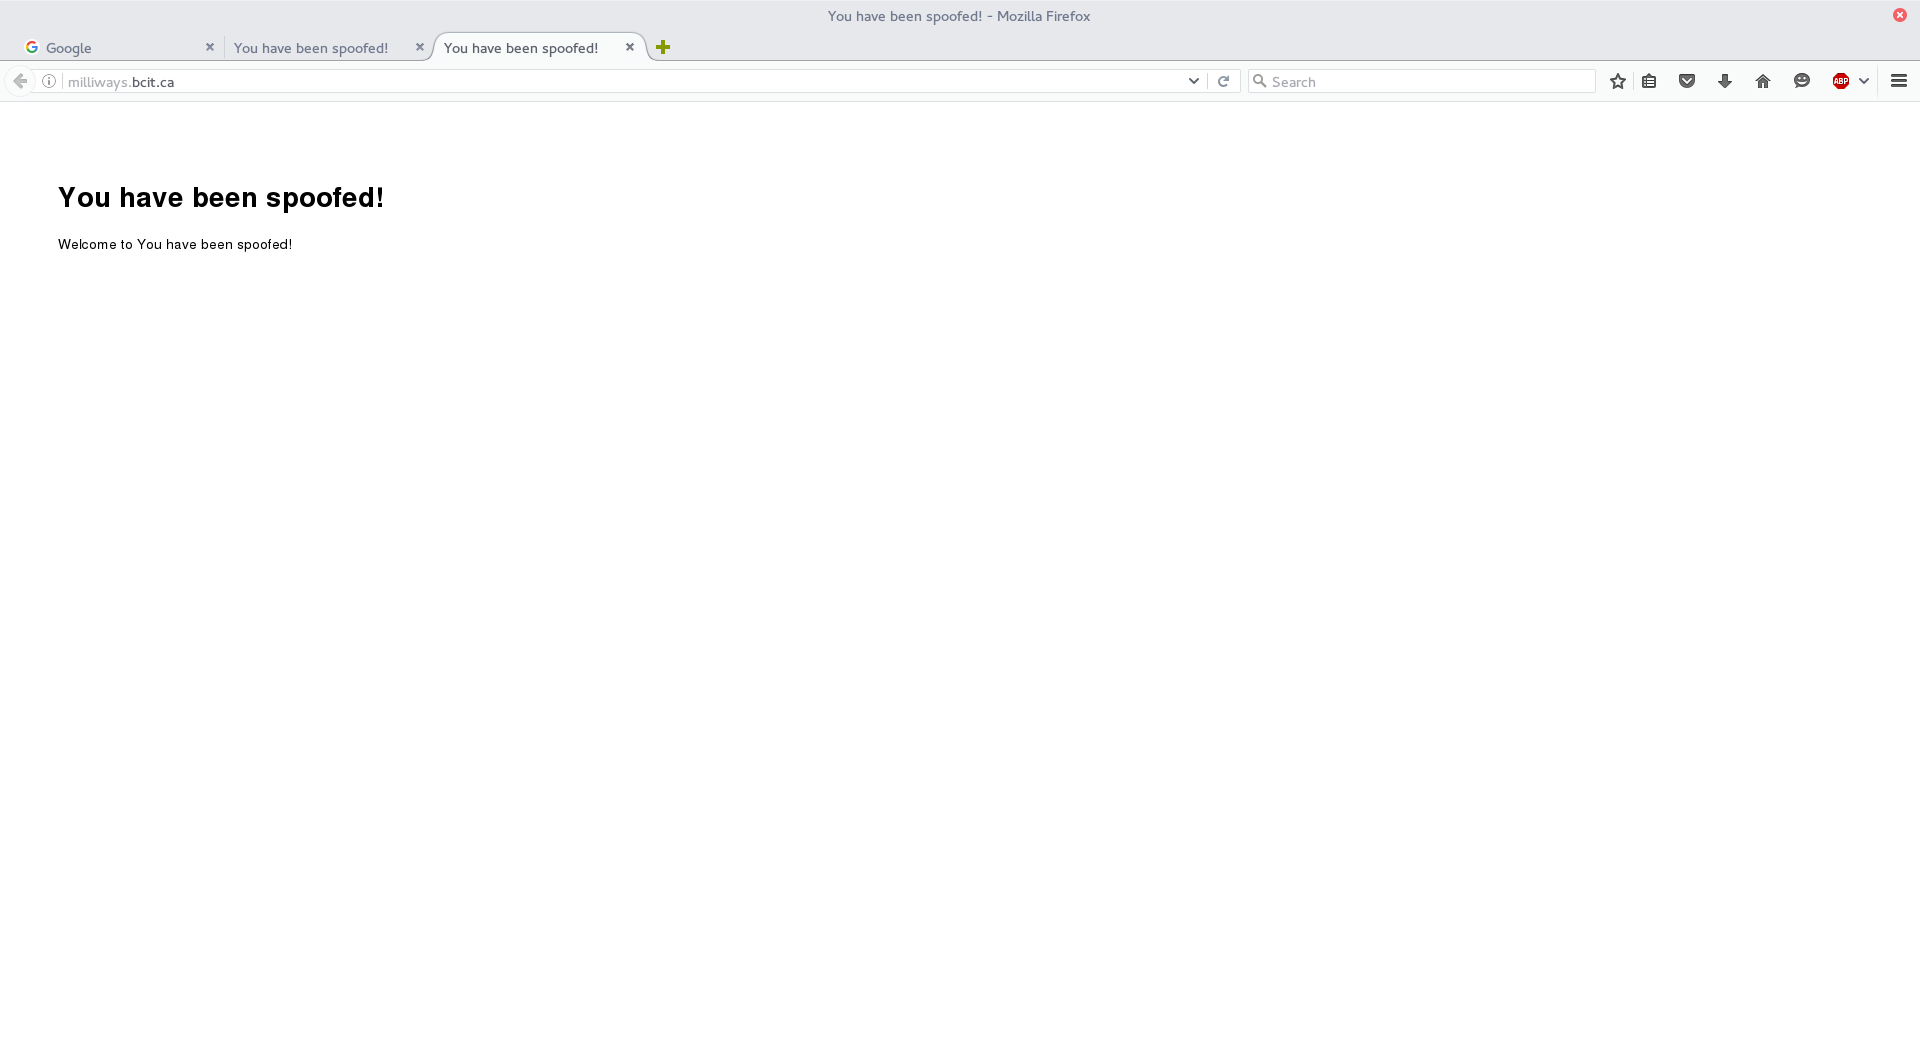 You have been spoofed! - Mozilla Firefox
Google
You have been spoofed!
You have been spoofed!
milliways.bcit.ca
Search
ABP
You have been spoofed!
Welcome to You have been spoofed!